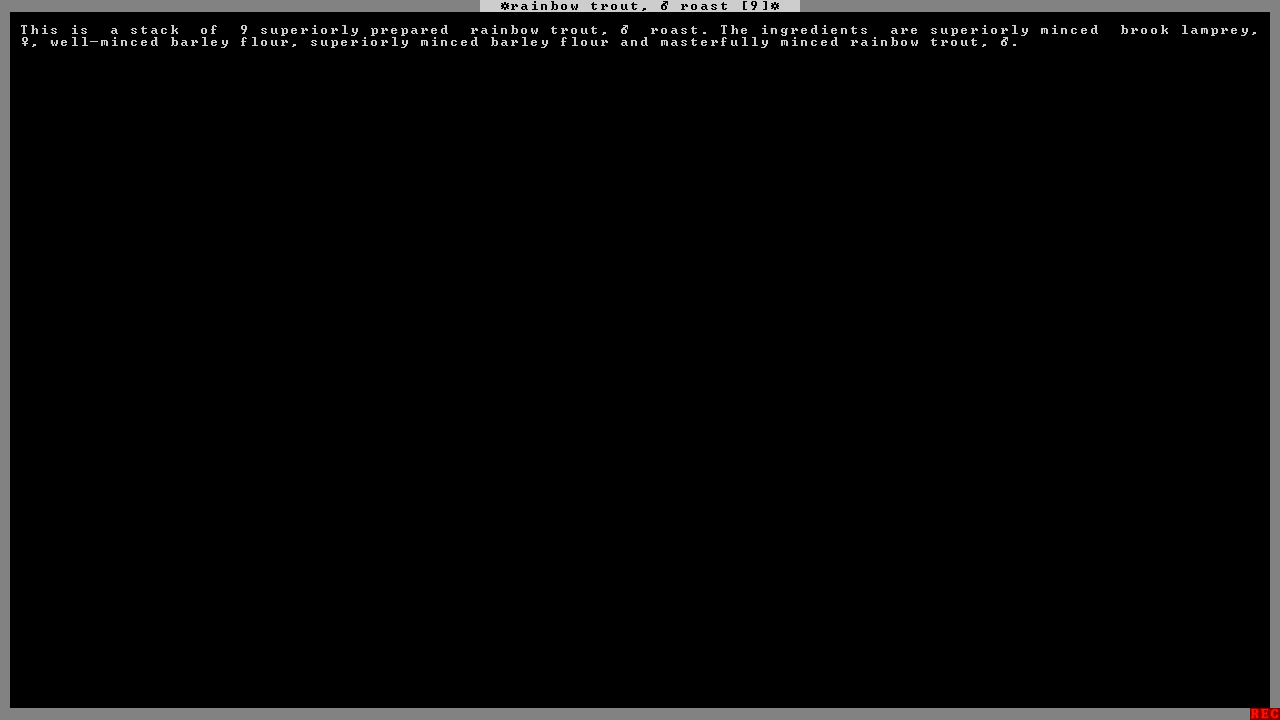 ☼rainbow trout, ♂ roast [9]☼
This is a stack of 9 superiorly prepared rainbow trout, ♂ roast. The ingredients are superiorly minced brook lamprey,
♀, well-minced barley flour, superiorly minced barley flour and masterfully minced rainbow trout, ♂.
REC